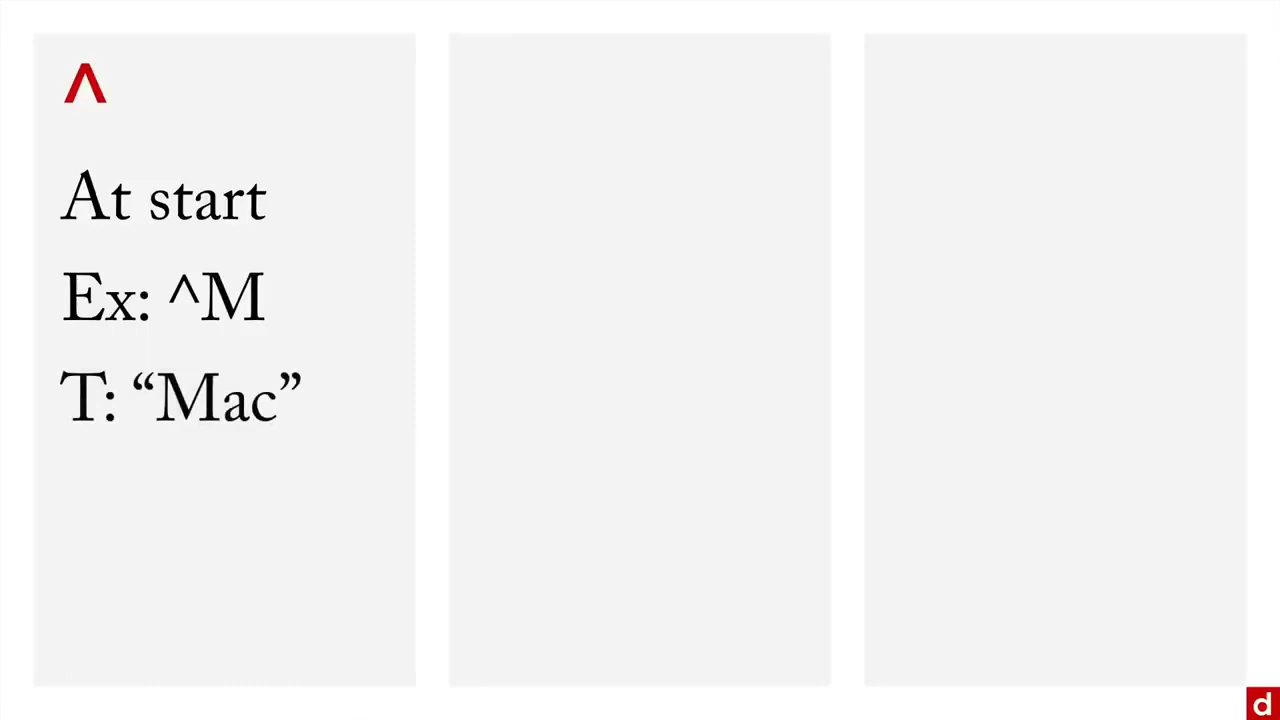 ^
At start
Ex: ^M
T: “Mac”
d